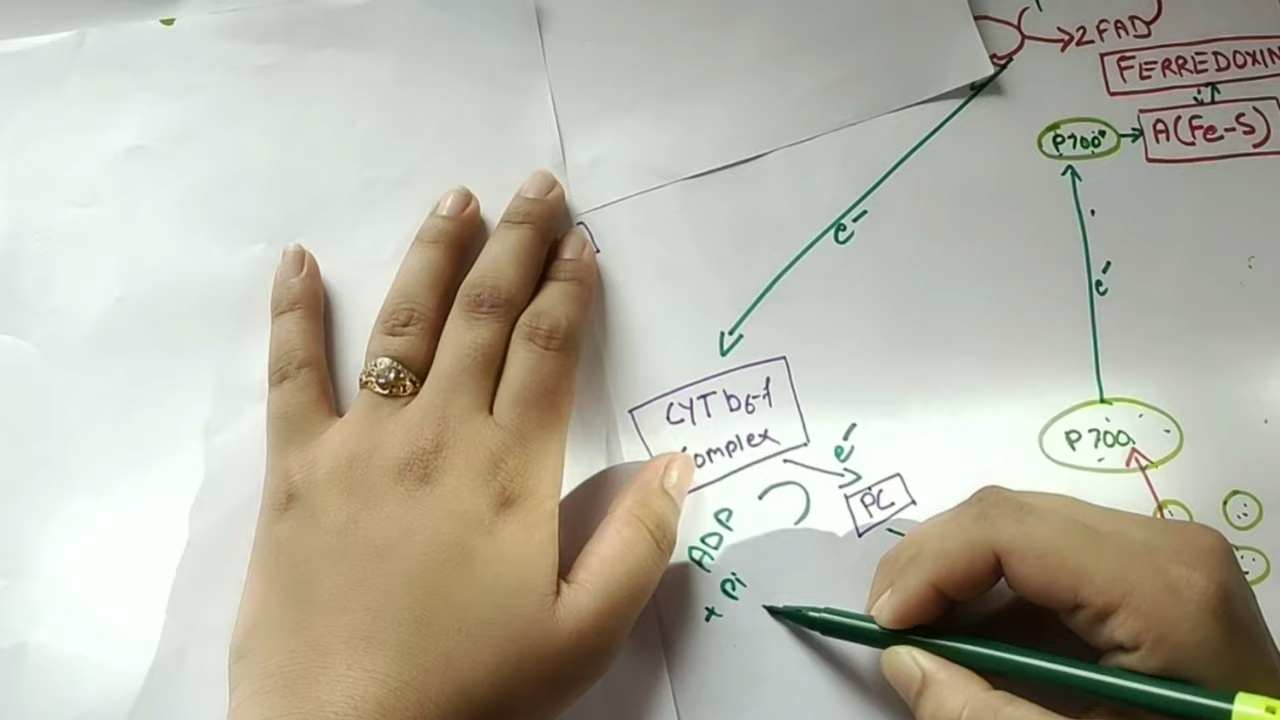 2FAD
FERREDOXIN
P700*
A(Fe-S)
e⁻
e⁻
CYT b6-f
complex
e⁻
PC
P700
ADP
+ Pi